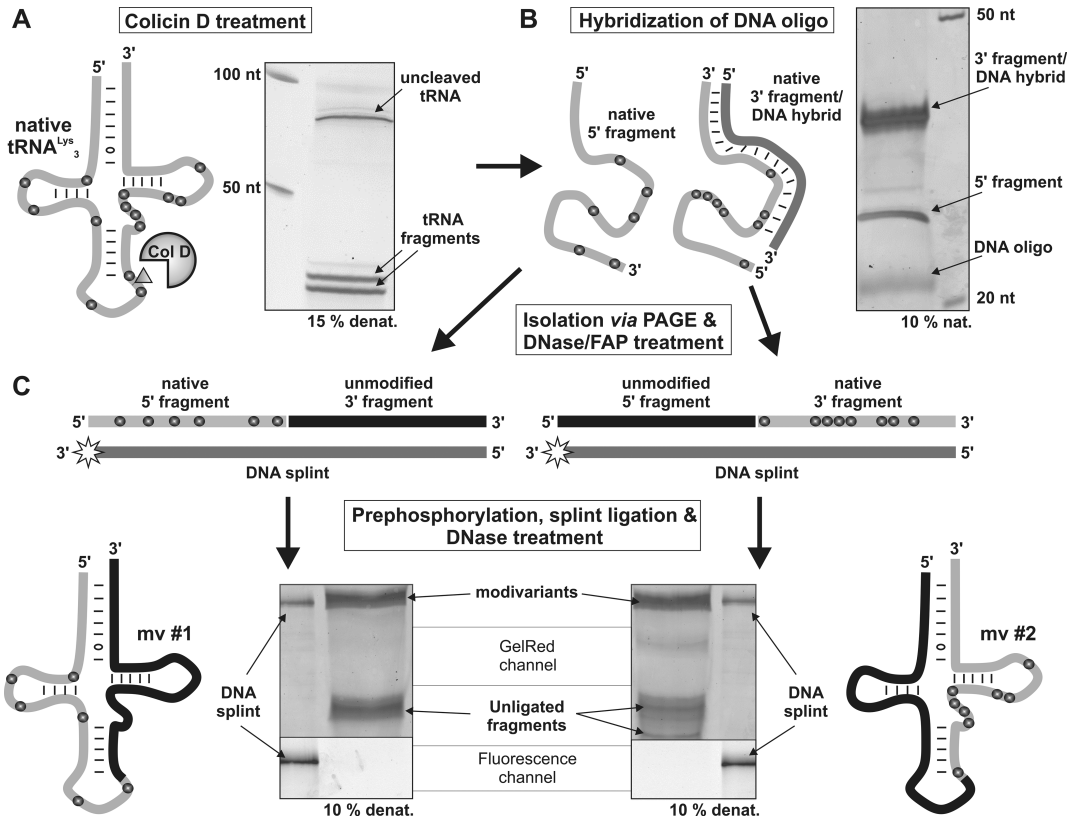 A
Colicin D treatment
5'
3'
native
tRNA Lys 3
Col D
100 nt
50 nt
uncleaved
tRNA
tRNA
fragments
15 % denat.
B
Hybridization of DNA oligo
5'
native
5' fragment
3'
3' 5'
native
3' fragment/
DNA hybrid
3'
5'
50 nt
3' fragment/
DNA hybrid
5' fragment
DNA oligo
20 nt
10 % nat.
Isolation via PAGE &
DNase/FAP treatment
C
native
5' fragment
unmodified
3' fragment
5'
3'
3'
5'
DNA splint
unmodified
5' fragment
native
3' fragment
5'
3'
3'
5'
DNA splint
Prephosphorylation, splint ligation &
DNase treatment
5'
3'
mv #1
DNA
splint
modivariants
GelRed
channel
Unligated
fragments
Fluorescence
channel
10 % denat.
10 % denat.
DNA
splint
5'
3'
mv #2